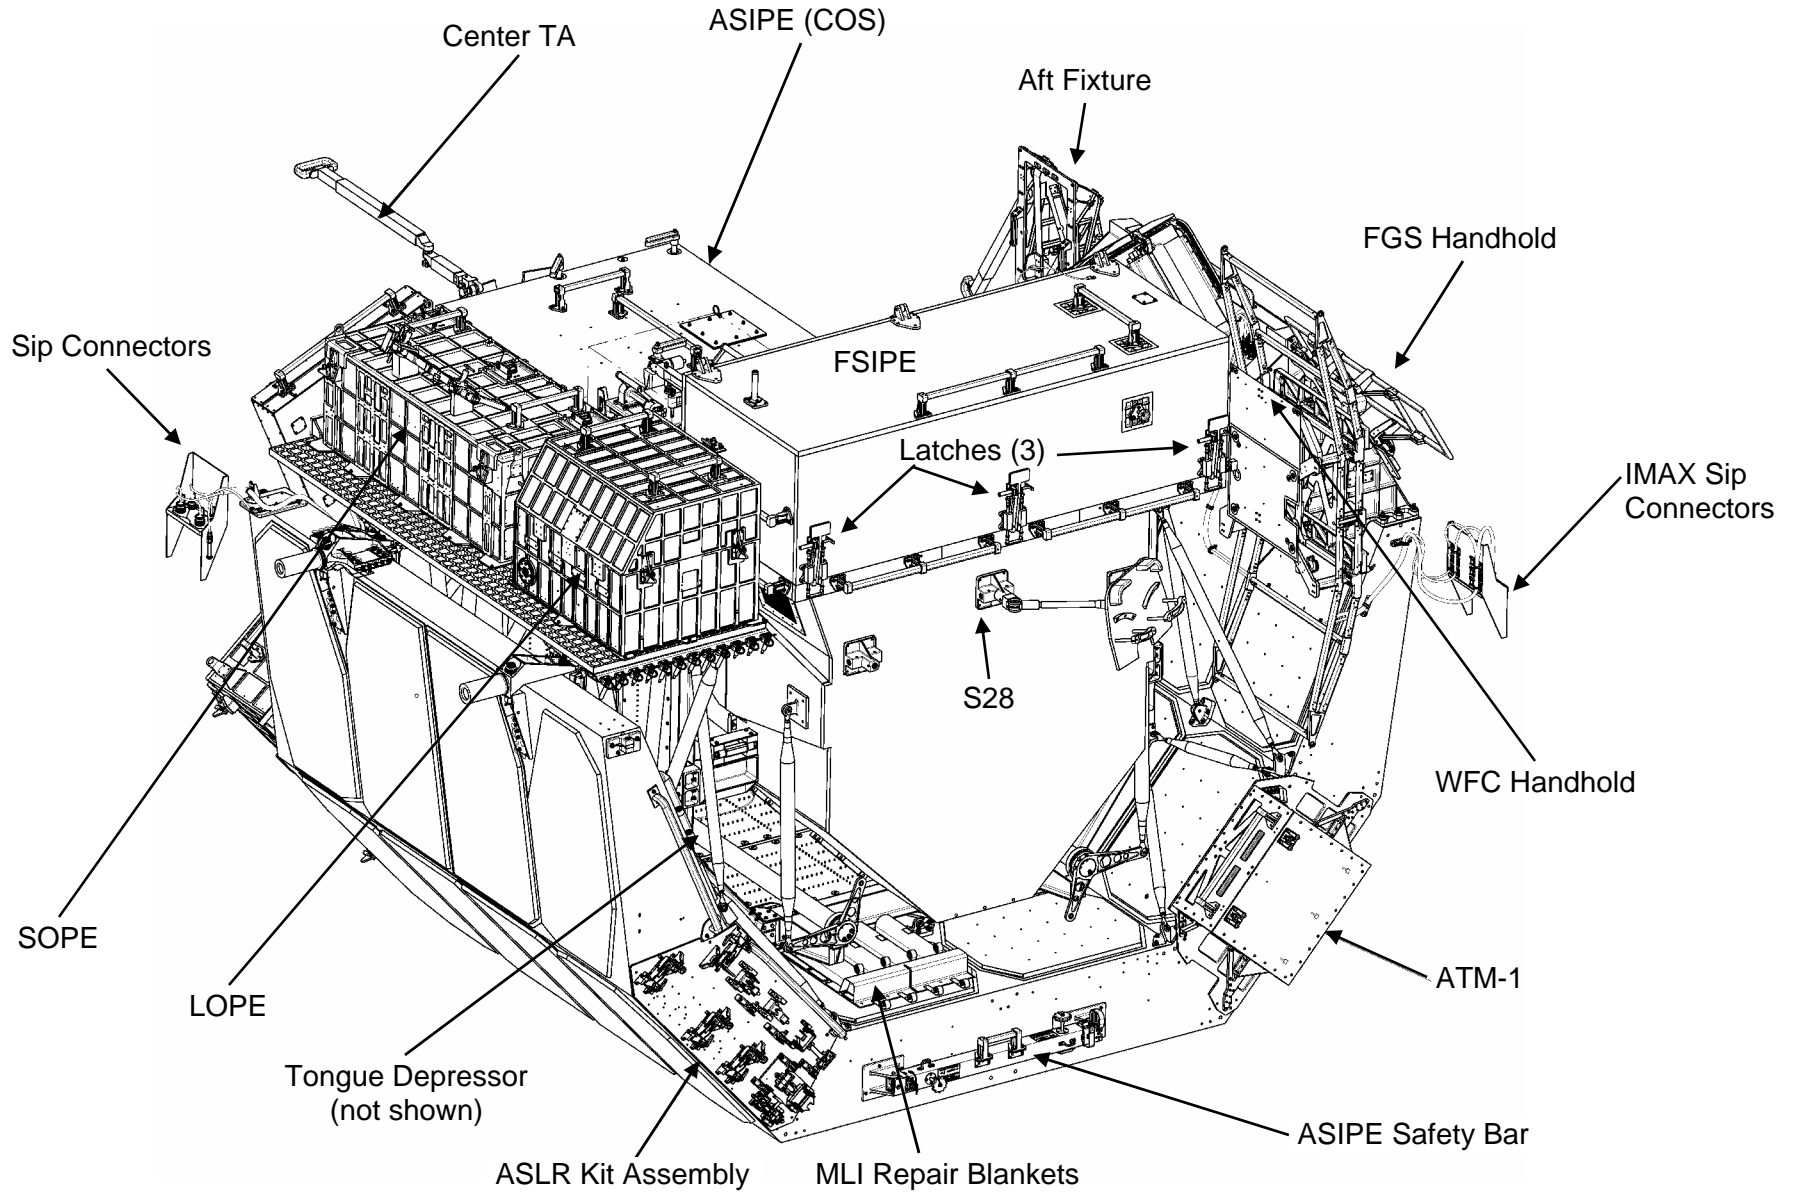 Center TA
ASIPE (COS)
Aft Fixture
FGS Handhold
Sip Connectors
FSIPE
Latches (3)
IMAX Sip
Connectors
S28
WFC Handhold
SOPE
LOPE
ATM-1
Tongue Depressor
(not shown)
ASIPE Safety Bar
ASLR Kit Assembly
MLI Repair Blankets